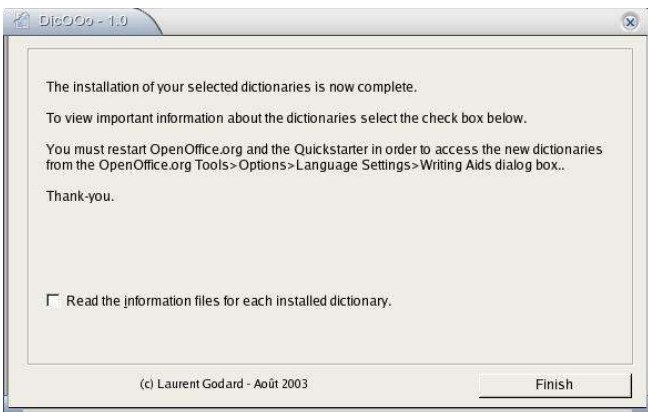 DicOOo - 1.0
The installation of your selected dictionaries is now complete.
To view important information about the dictionaries select the check box below.
You must restart OpenOffice.org and the Quickstarter in order to access the new dictionaries
from the OpenOffice.org Tools>Options>Language Settings>Writing Aids dialog box..
Thank-you.
Read the information files for each installed dictionary.
(c) Laurent Godard - Août 2003
Finish